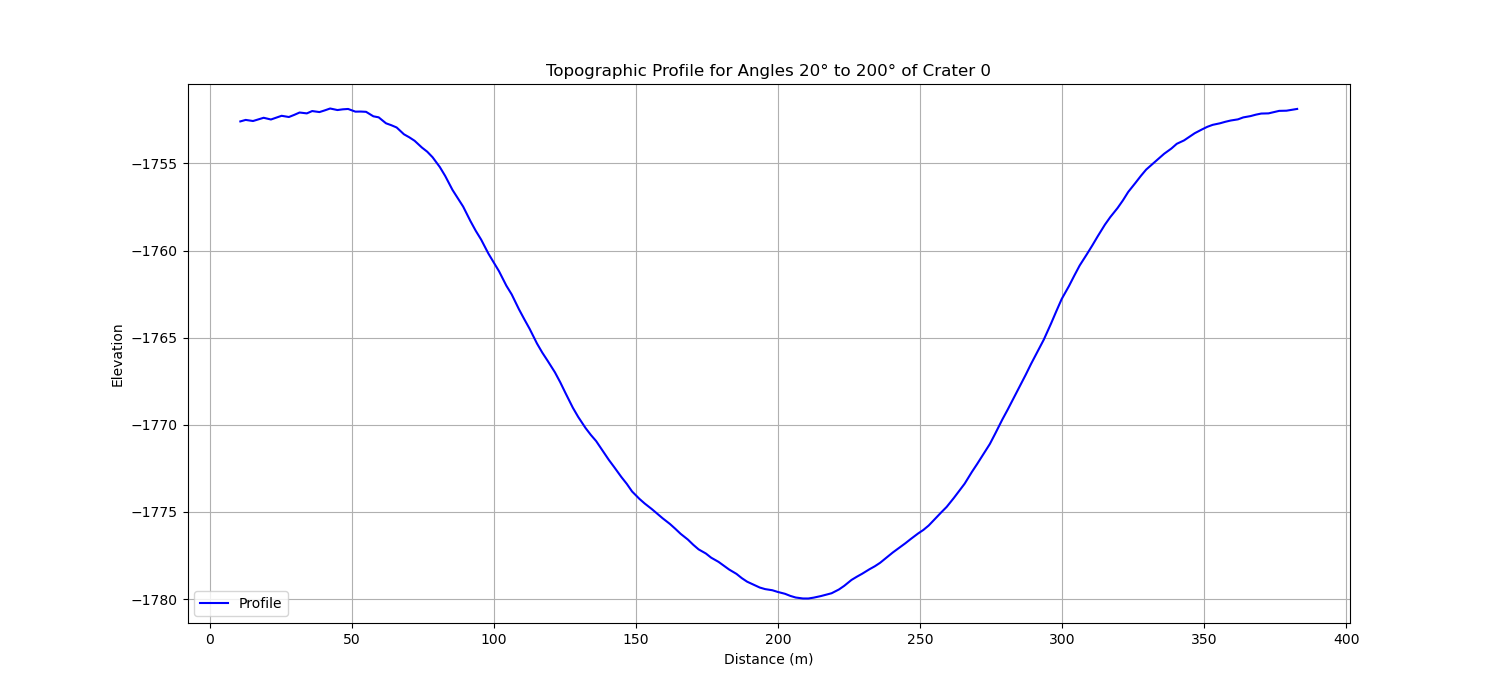 Topographic Profile for Angles 20° to 200° of Crater 0
Elevation
−1755
−1760
−1765
−1770
−1775
−1780
Profile
0 50 100 150 200 250 300 350 400
Distance (m)